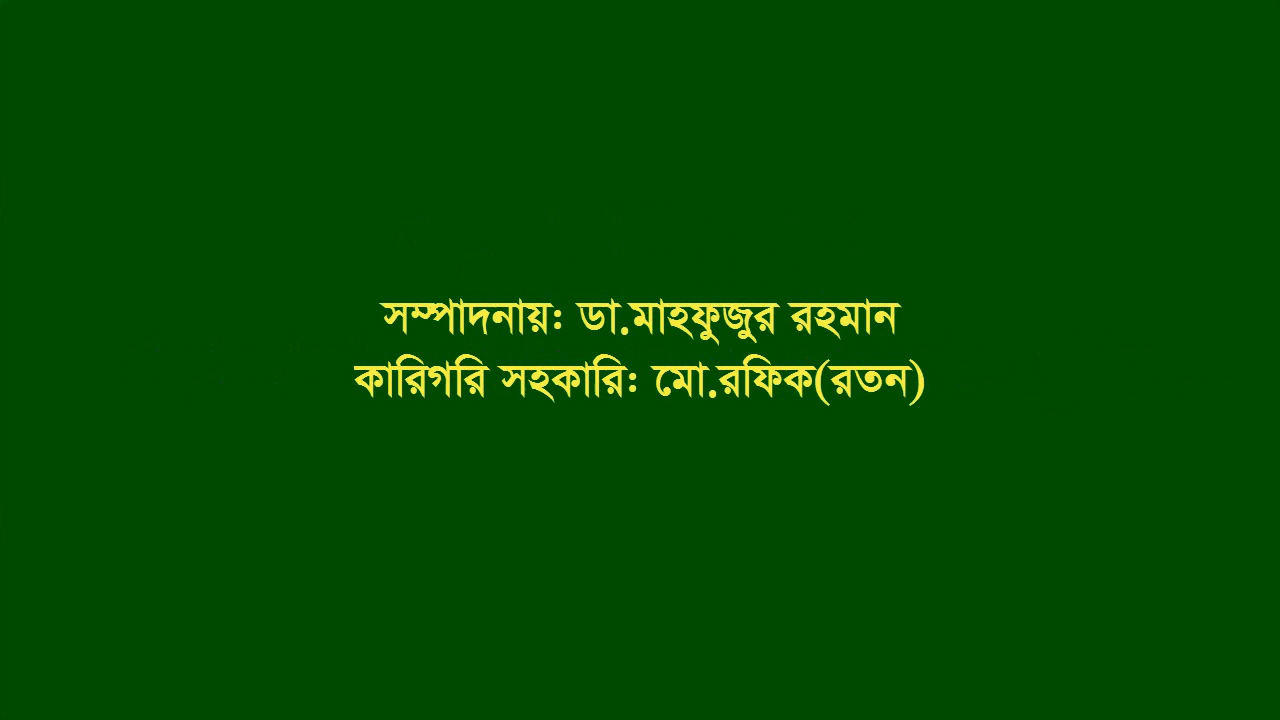 সম্পাদনায়: ডা.মাহফুজুর রহমান
কারিগরি সহকারি: মো.রফিক(রতন)